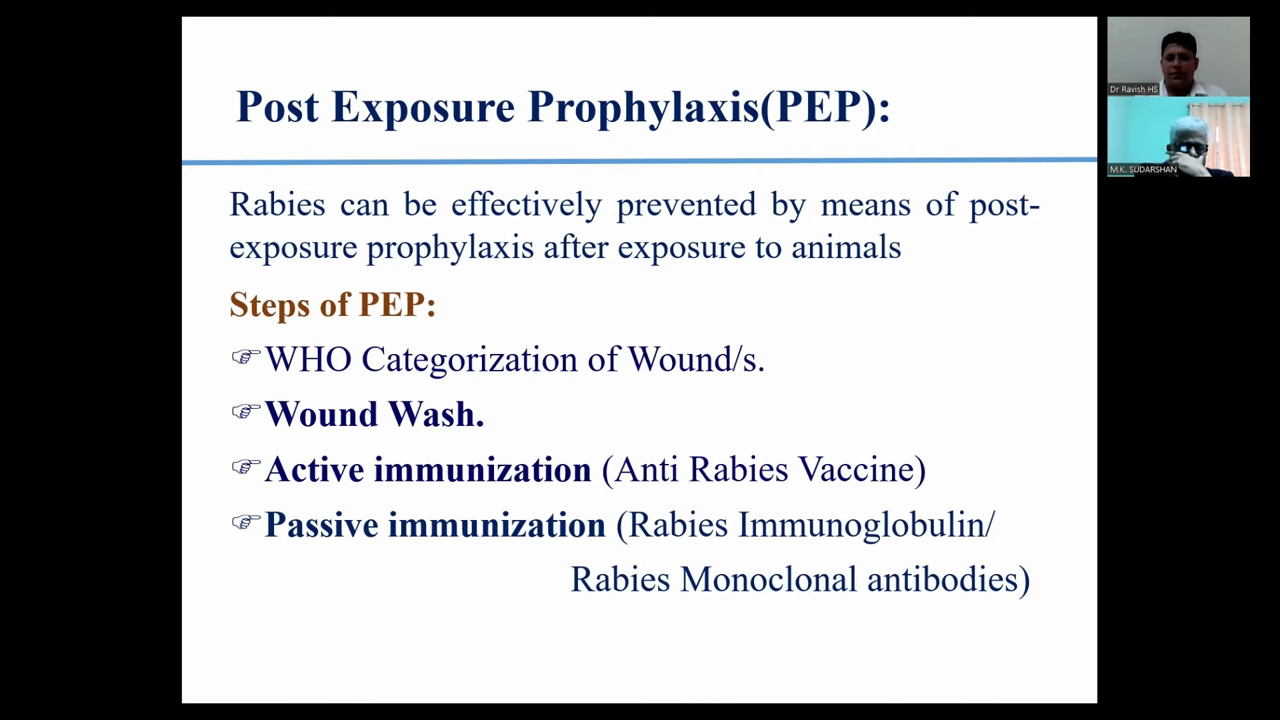 Post Exposure Prophylaxis(PEP):
Rabies can be effectively prevented by means of post-
exposure prophylaxis after exposure to animals
Steps of PEP:
☞WHO Categorization of Wound/s.
☞Wound Wash.
☞Active immunization (Anti Rabies Vaccine)
☞Passive immunization (Rabies Immunoglobulin/
Rabies Monoclonal antibodies)
Dr Ravish HS
M.K. SUDARSHAN